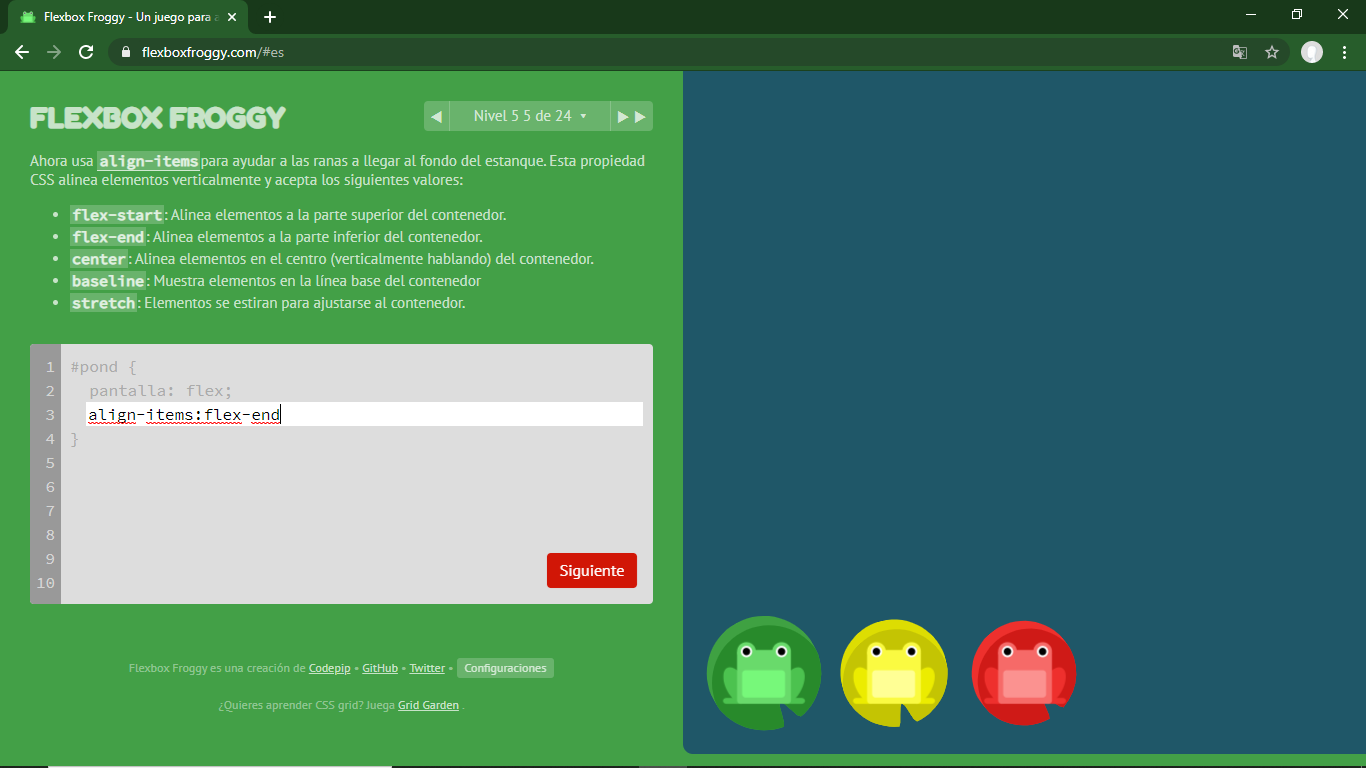 Flexbox Froggy - Un juego para a
flexboxfroggy.com/#es
FLEXBOX FROGGY
Nivel 5 5 de 24
Ahora usa align-items para ayudar a las ranas a llegar al fondo del estanque. Esta propiedad
CSS alinea elementos verticalmente y acepta los siguientes valores:
flex-start: Alinea elementos a la parte superior del contenedor.
flex-end: Alinea elementos a la parte inferior del contenedor.
center: Alinea elementos en el centro (verticalmente hablando) del contenedor.
baseline: Muestra elementos en la línea base del contenedor
stretch: Elementos se estiran para ajustarse al contenedor.
1 #pond {
2 pantalla: flex;
3 align-items:flex-end
4 }
5
6
7
8
9
10
Siguiente
Flexbox Froggy es una creación de Codepip • GitHub • Twitter • Configuraciones
¿Quieres aprender CSS grid? Juega Grid Garden .